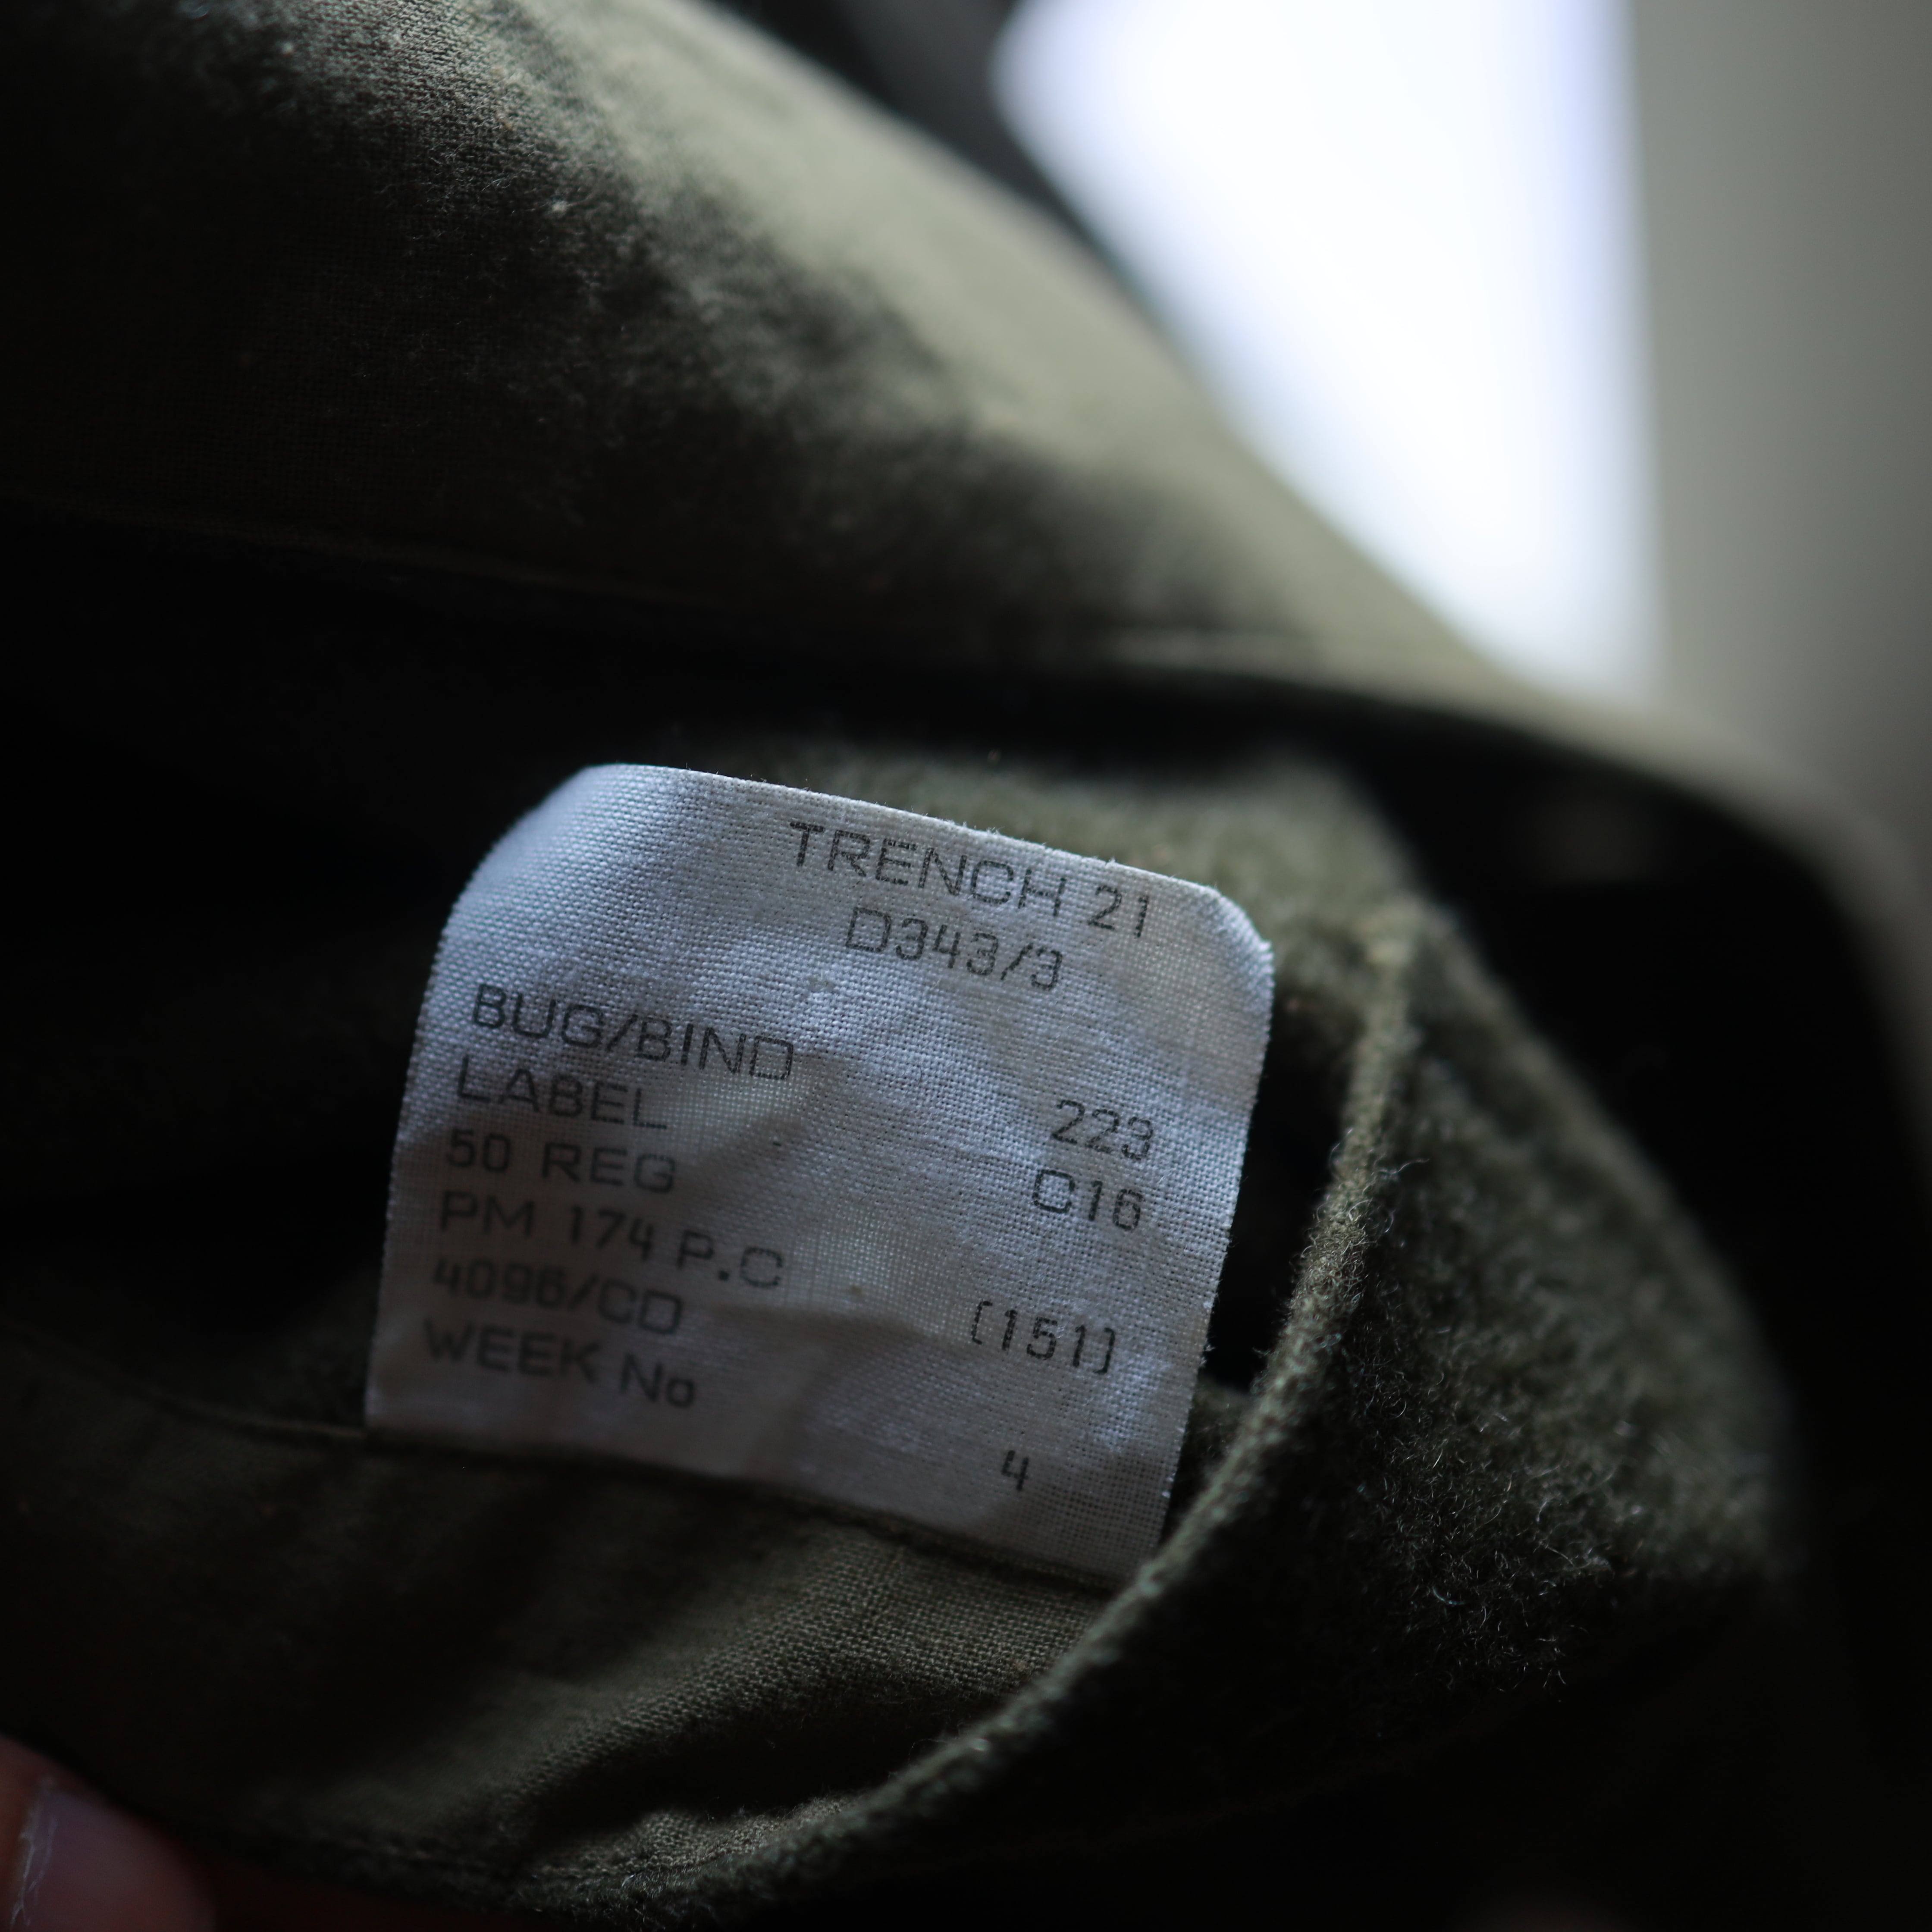 TRENCH 21
D343/3
BUG/BIND
LABEL 223
50 REG C16
PM 174 P.C
4096/CD (151)
WEEK No 4